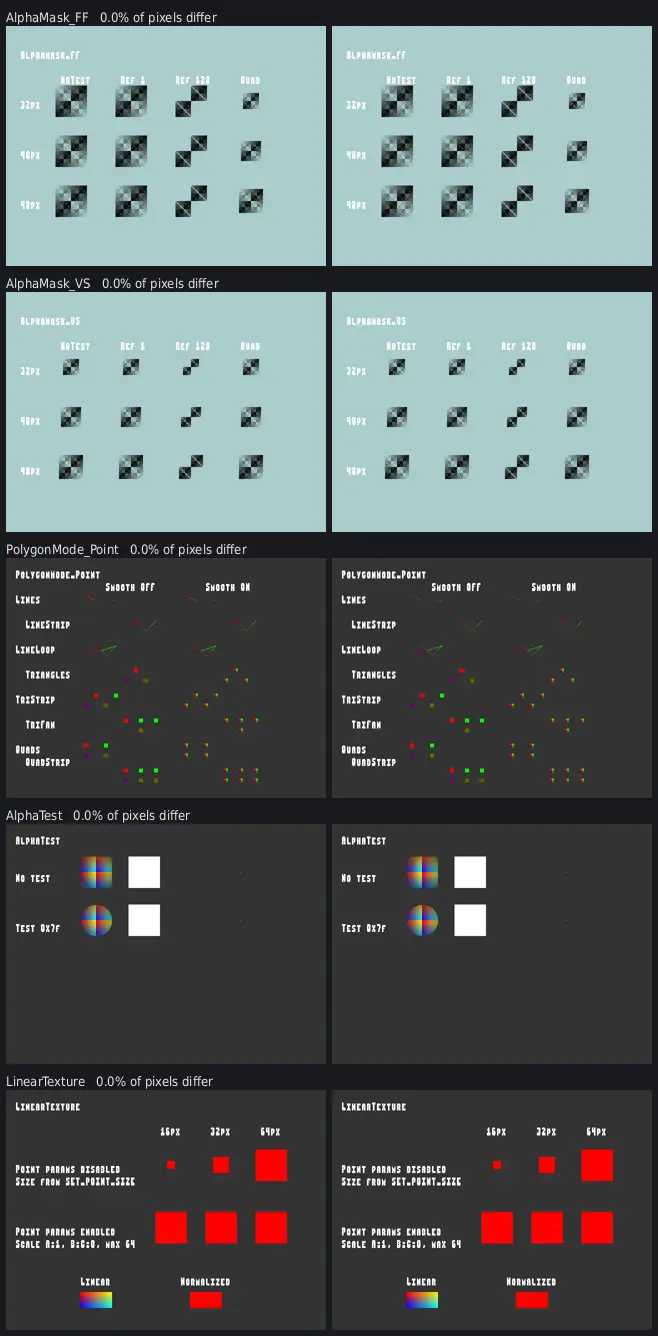 AlphaMask_FF 0.0% of pixels differ
AlphaMask_FF AlphaMask_FF
NoTest Ref 1 Ref 128 Quad NoTest Ref 1 Ref 128 Quad
32px 32px
40px 40px
48px 48px
AlphaMask_VS 0.0% of pixels differ
AlphaMask_VS AlphaMask_VS
NoTest Ref 1 Ref 128 Quad NoTest Ref 1 Ref 128 Quad
32px 32px
40px 40px
48px 48px
PolygonMode_Point 0.0% of pixels differ
PolygonMode_Point PolygonMode_Point
Smooth Off Smooth On Smooth Off Smooth On
Lines Lines
LineStrip LineStrip
LineLoop LineLoop
Triangles Triangles
TriStrip TriStrip
TriFan TriFan
Quads Quads
QuadStrip QuadStrip
AlphaTest 0.0% of pixels differ
AlphaTest AlphaTest
No test No test
Test 0x7f Test 0x7f
LinearTexture 0.0% of pixels differ
LinearTexture LinearTexture
16px 32px 64px 16px 32px 64px
Point params disabled Point params disabled
Size from SET_POINT_SIZE Size from SET_POINT_SIZE
Point params enabled Point params enabled
Scale A:1, B:C:0, max 64 Scale A:1, B:C:0, max 64
Linear Normalized Linear Normalized